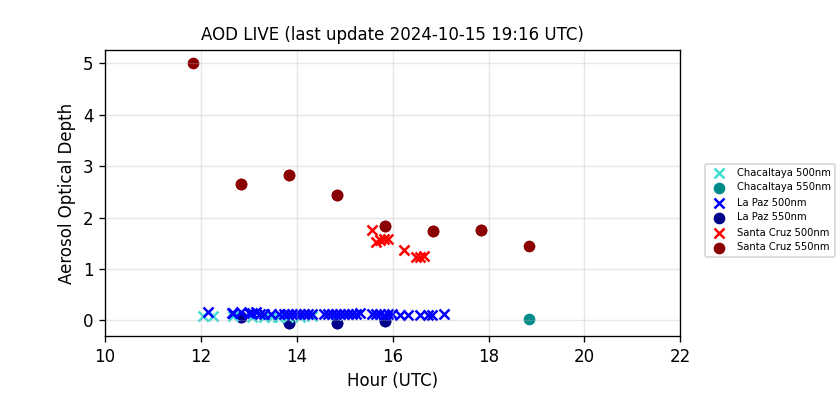 AOD LIVE (last update 2024-10-15 19:16 UTC)
Aerosol Optical Depth
5
4
3
2
1
0
10 12 14 16 18 20 22
Hour (UTC)
Chacaltaya 500nm
Chacaltaya 550nm
La Paz 500nm
La Paz 550nm
Santa Cruz 500nm
Santa Cruz 550nm